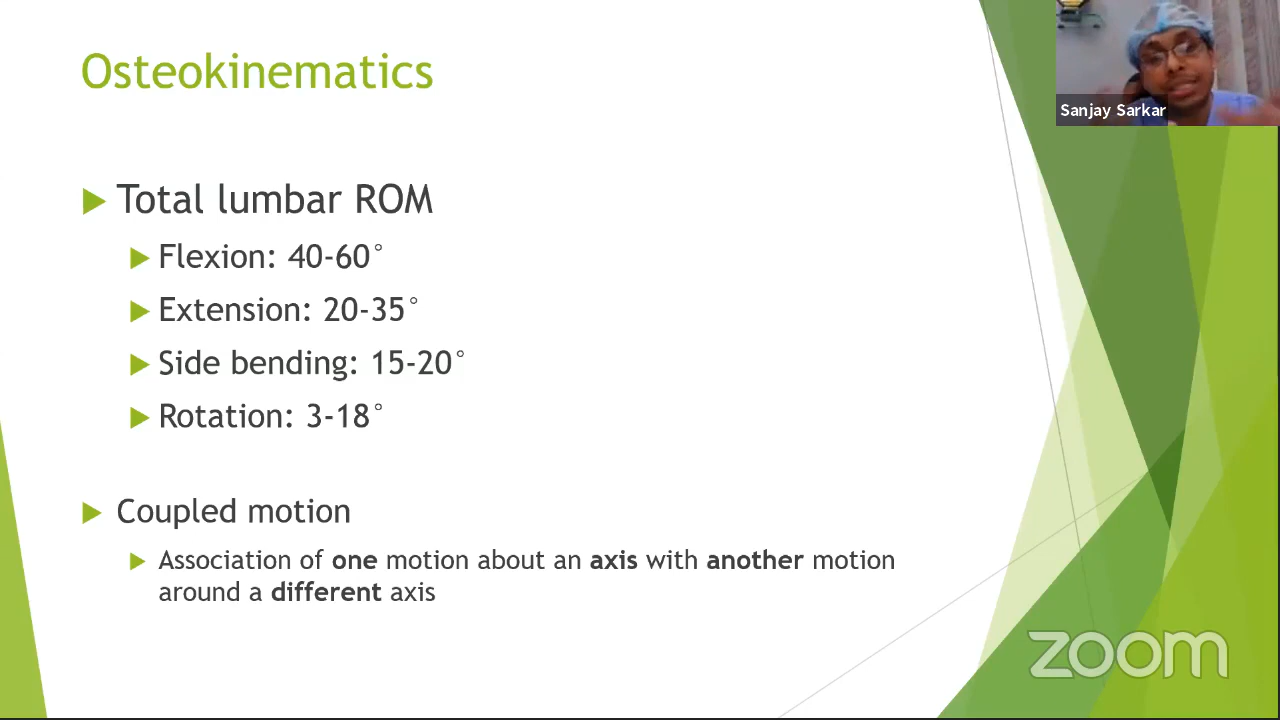 Osteokinematics
Sanjay Sarkar
Total lumbar ROM
Flexion: 40-60°
Extension: 20-35°
Side bending: 15-20°
Rotation: 3-18°
Coupled motion
Association of one motion about an axis with another motion
around a different axis
zoom